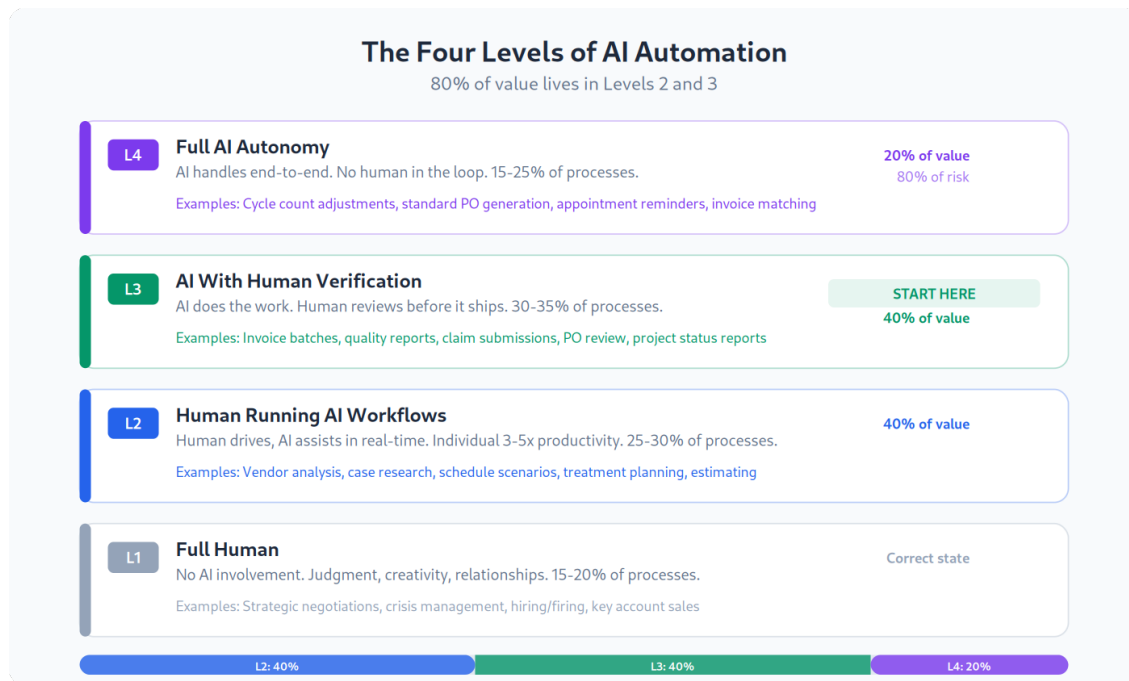 The Four Levels of AI Automation
80% of value lives in Levels 2 and 3
L4
Full AI Autonomy
AI handles end-to-end. No human in the loop. 15-25% of processes.
Examples: Cycle count adjustments, standard PO generation, appointment reminders, invoice matching
20% of value
80% of risk
L3
AI With Human Verification
AI does the work. Human reviews before it ships. 30-35% of processes.
Examples: Invoice batches, quality reports, claim submissions, PO review, project status reports
START HERE
40% of value
L2
Human Running AI Workflows
Human drives, AI assists in real-time. Individual 3-5x productivity. 25-30% of processes.
Examples: Vendor analysis, case research, schedule scenarios, treatment planning, estimating
40% of value
L1
Full Human
No AI involvement. Judgment, creativity, relationships. 15-20% of processes.
Examples: Strategic negotiations, crisis management, hiring/firing, key account sales
Correct state
L2: 40%
L3: 40%
L4: 20%